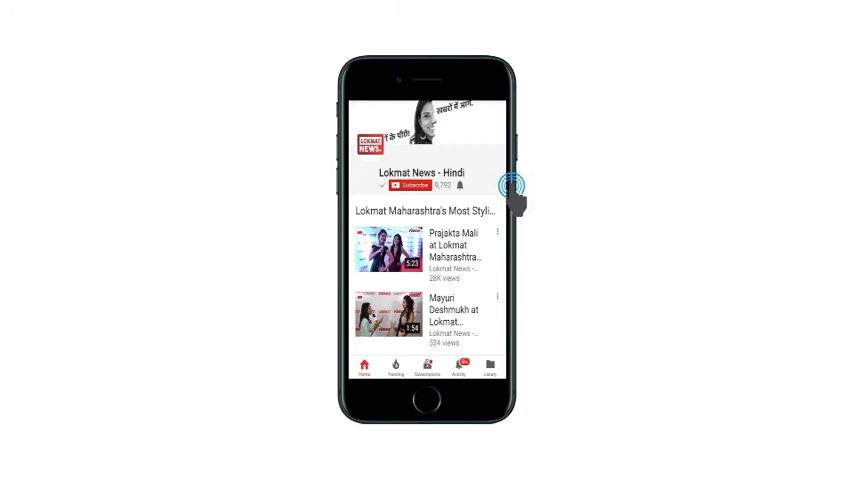 खबरों में आगे,
के पीछे!
LOKMAT
NEWS
Lokmat News - Hindi
Subscribe 9,792
Lokmat Maharashtra's Most Styli...
Prajakta Mali
at Lokmat
Maharashtra...
Lokmat News -...
28K views
5:23
Mayuri
Deshmukh at
Lokmat...
Lokmat News -...
534 views
1:54
Home Trending Subscriptions Activity Library
9+